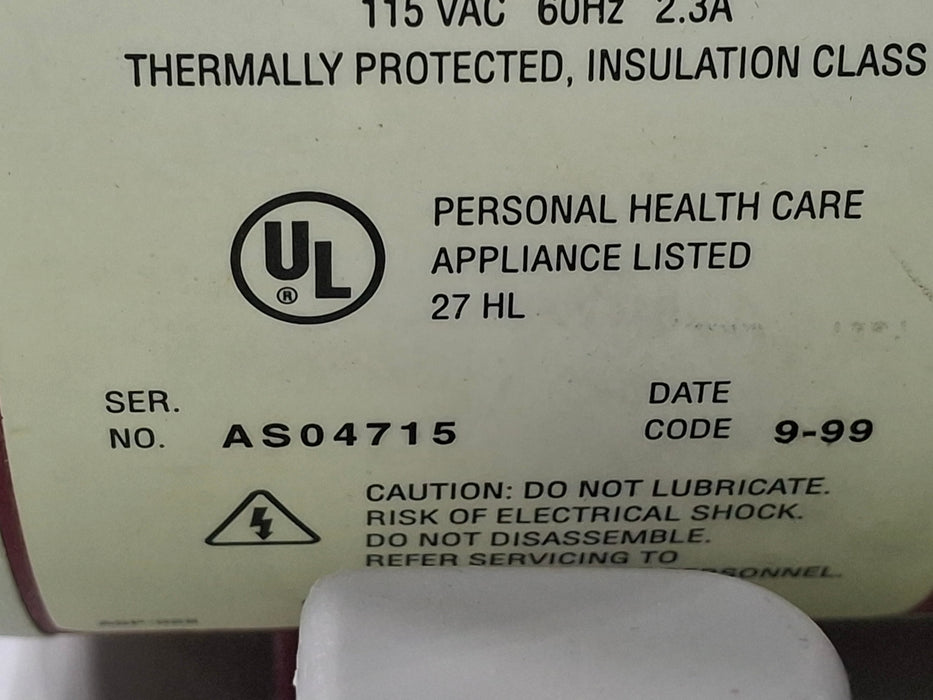 115 VAC 60Hz 2.3A
THERMALLY PROTECTED, INSULATION CLASS
UL
®
PERSONAL HEALTH CARE
APPLIANCE LISTED
27 HL
SER.
NO. AS04715
DATE
CODE 9-99
CAUTION: DO NOT LUBRICATE.
RISK OF ELECTRICAL SHOCK.
DO NOT DISASSEMBLE.
REFER SERVICING TO